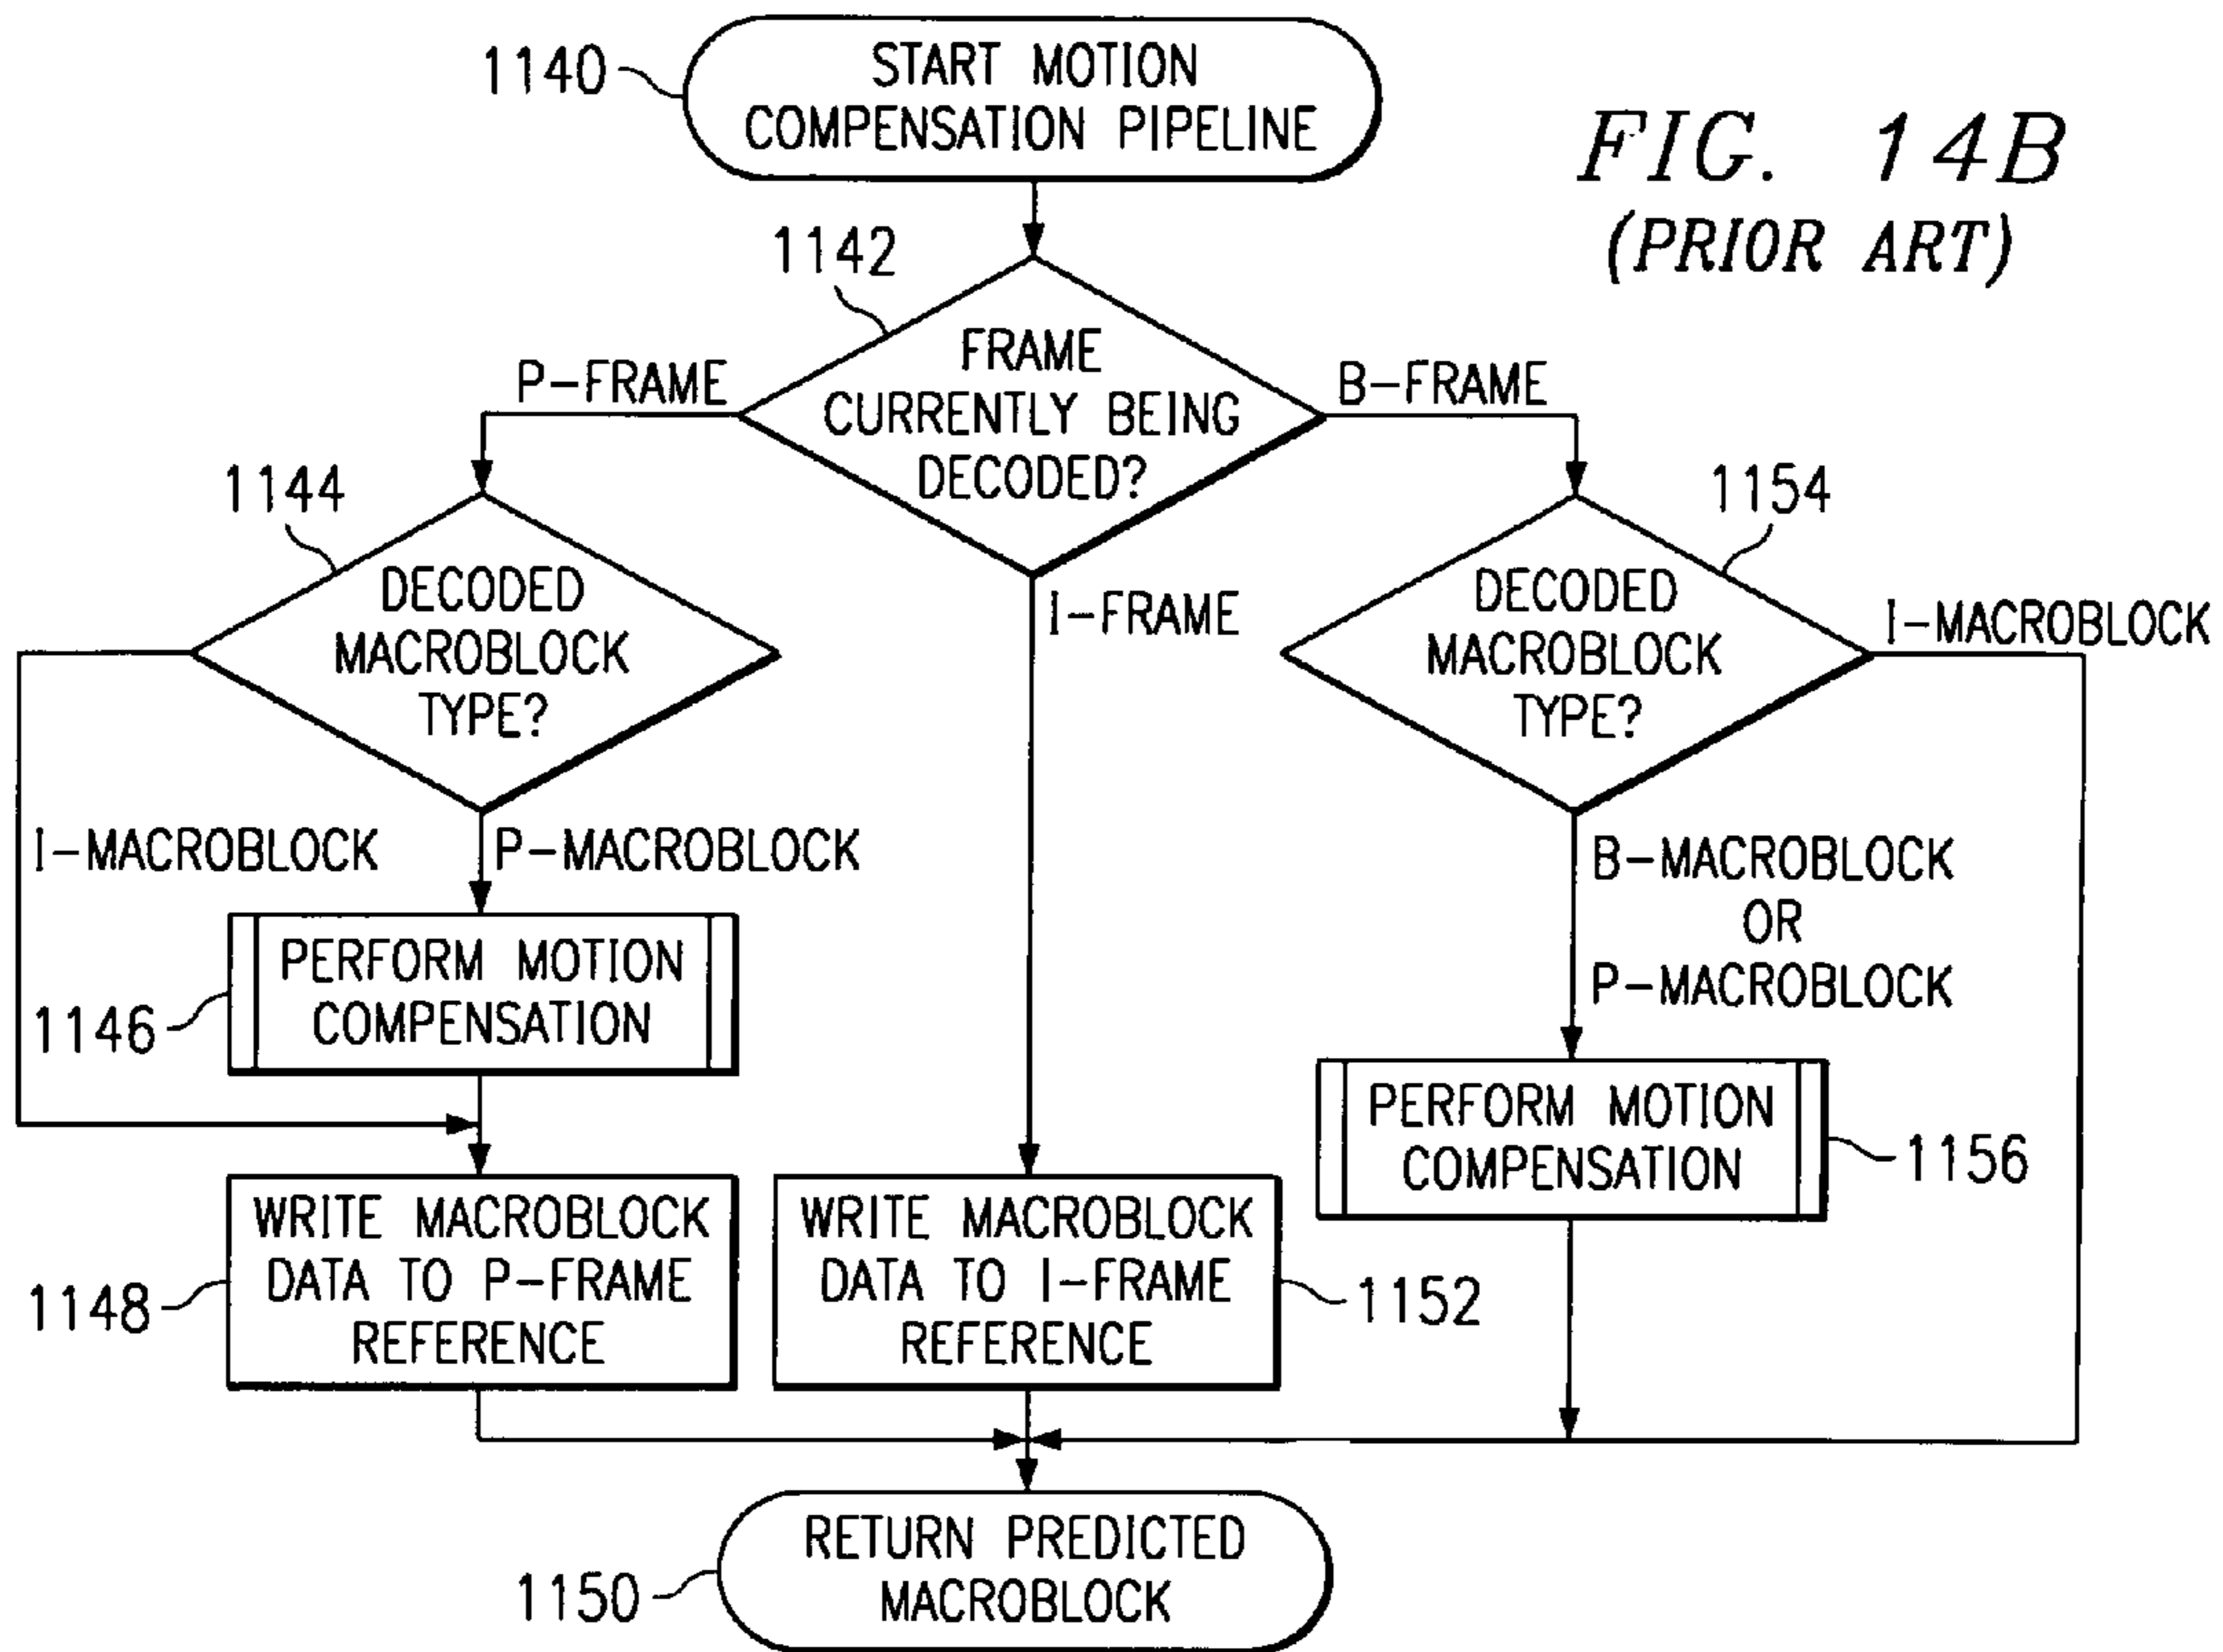 1140
START MOTION
COMPENSATION PIPELINE
FIG. 14B
(PRIOR ART)
1142
FRAME
CURRENTLY BEING
DECODED?
P-FRAME
B-FRAME
I-FRAME
1144
DECODED
MACROBLOCK
TYPE?
1154
DECODED
MACROBLOCK
TYPE?
I-MACROBLOCK
I-MACROBLOCK
P-MACROBLOCK
B-MACROBLOCK
OR
P-MACROBLOCK
PERFORM MOTION
COMPENSATION
1146
PERFORM MOTION
COMPENSATION
1156
WRITE MACROBLOCK
DATA TO P-FRAME
REFERENCE
1148
WRITE MACROBLOCK
DATA TO I-FRAME
REFERENCE
1152
RETURN PREDICTED
MACROBLOCK
1150